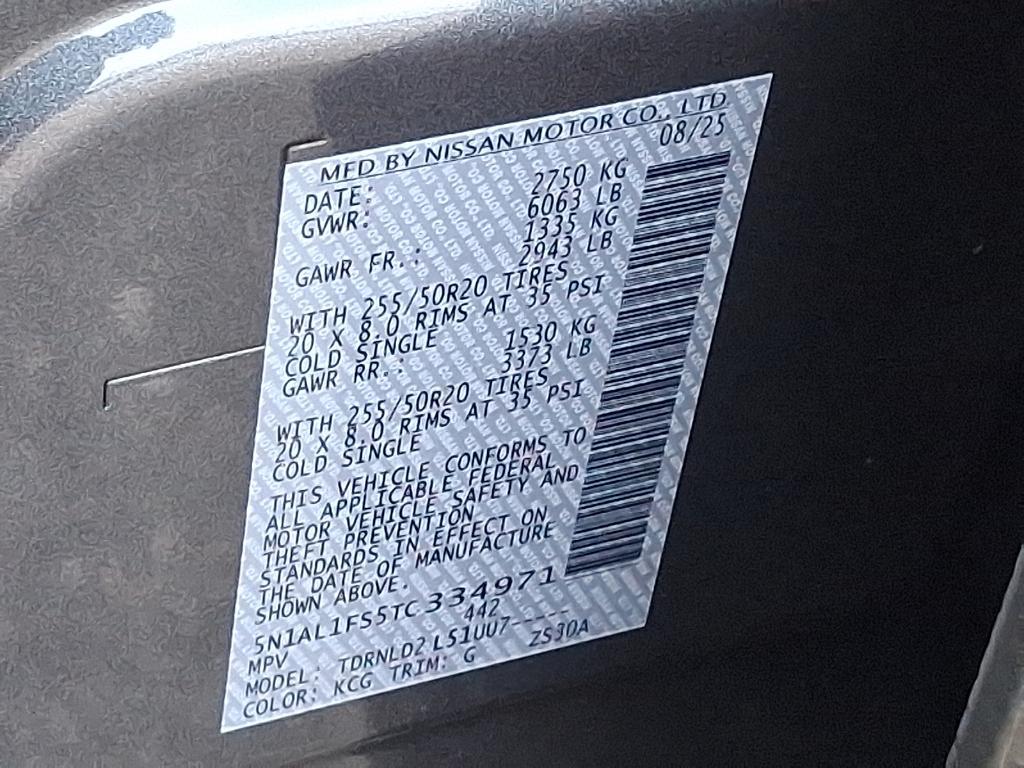 MFD BY NISSAN MOTOR CO., LTD
DATE: 08/25
GVWR: 2750 KG
6063 LB
GAWR FR.: 1335 KG
2943 LB
WITH 255/50R20 TIRES
20 X 8.0 RIMS AT 35 PSI
COLD SINGLE
GAWR RR.: 1530 KG
3373 LB
WITH 255/50R20 TIRES
20 X 8.0 RIMS AT 35 PSI
COLD SINGLE
THIS VEHICLE CONFORMS TO
ALL APPLICABLE FEDERAL
MOTOR VEHICLE SAFETY AND
THEFT PREVENTION
STANDARDS IN EFFECT ON
THE DATE OF MANUFACTURE
SHOWN ABOVE.
5N1AL1FS5TC334971
MPV 442
MODEL: TDRNLD2 L51UU7-----
COLOR: KCG TRIM: G ZS30A